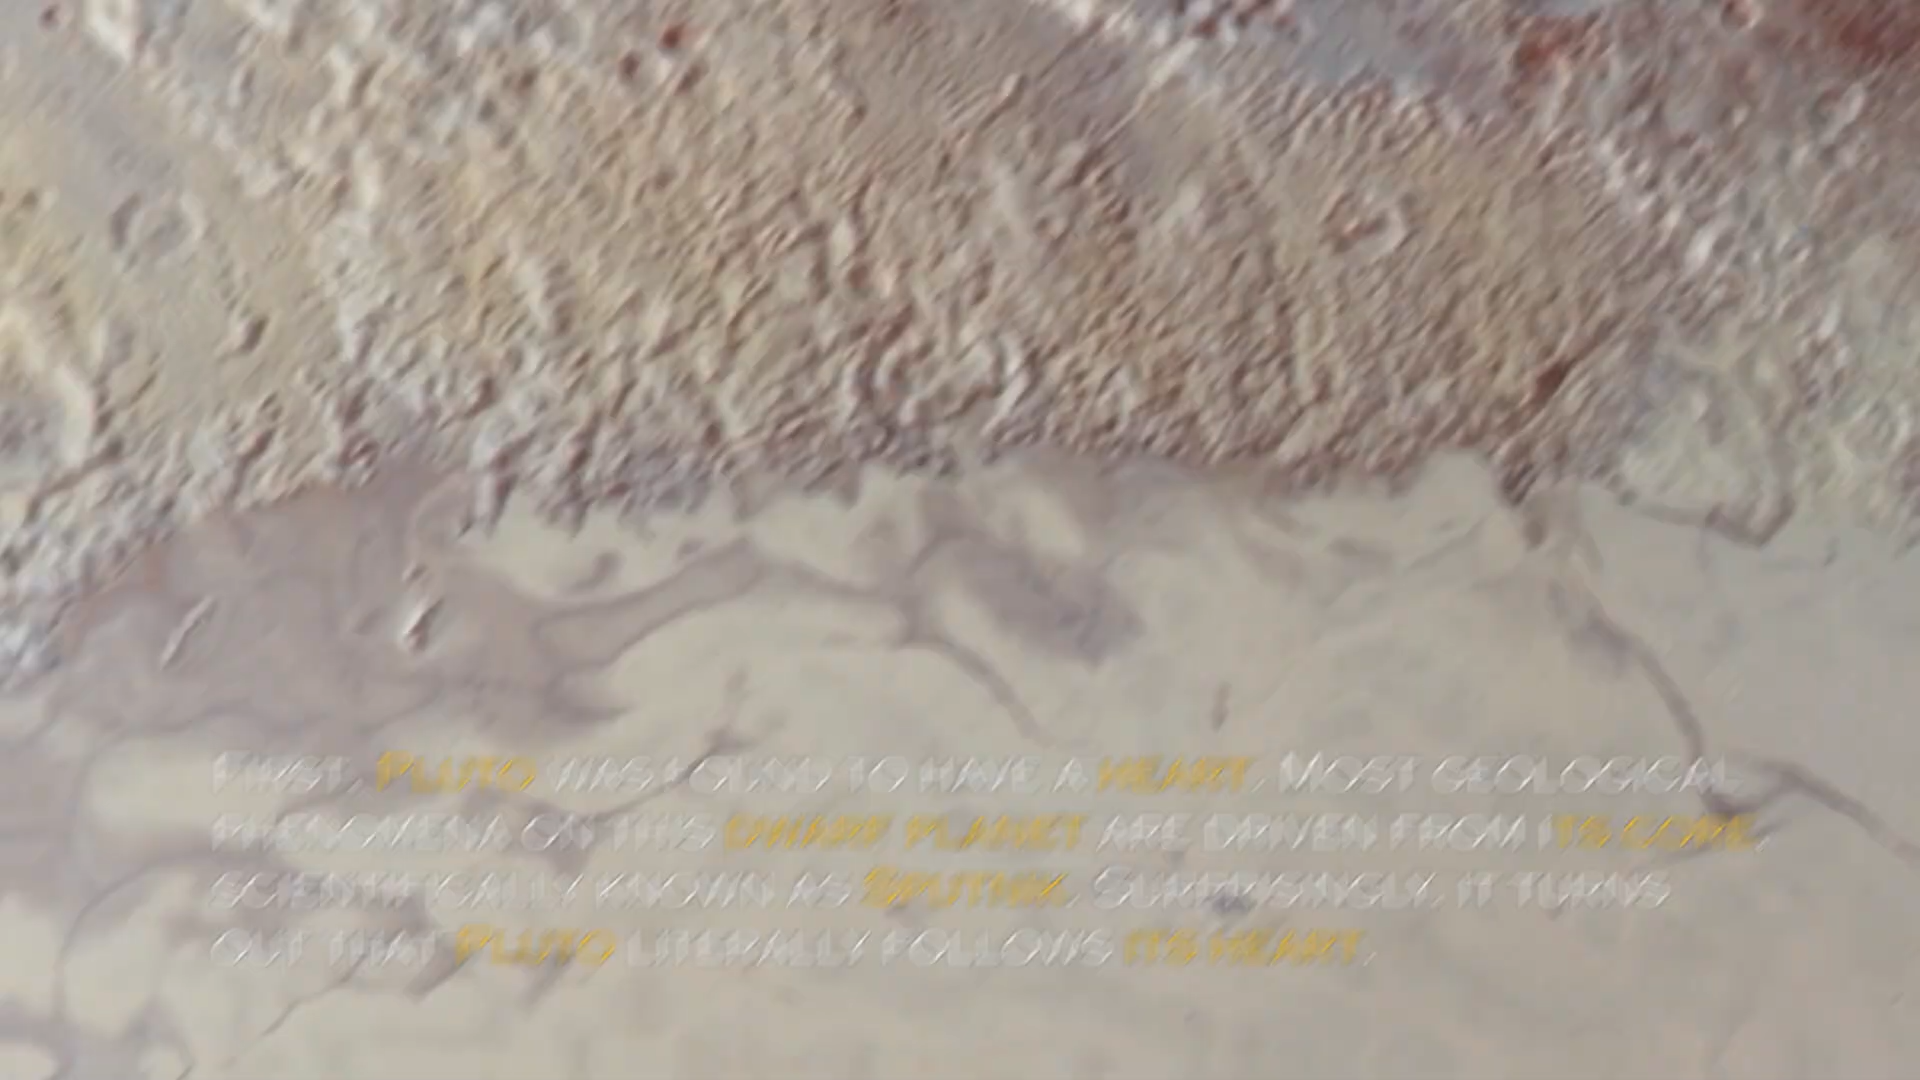 First, Pluto was found to have a heart. Most geological
phenomena on this dwarf planet are driven from its core,
scientifically known as Sputnik. Surprisingly, it turns
out that Pluto literally follows its heart.